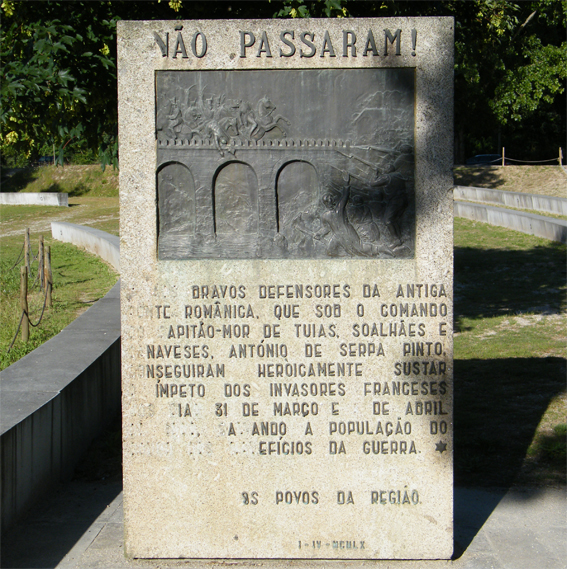 NÃO PASSARAM!
BRAVOS DEFENSORES DA ANTIGA
TE ROMÂNICA, QUE SOB O COMANDO
APITÃO-MOR DE TUIAS, SOALHÃES E
NAVESES, ANTÓNIO DE SERPA PINTO,
NSEGUIRAM HEROICAMENTE SUSTAR
ÍMPETO DOS INVASORES FRANCESES
31 DE MARÇO E DE ABRIL
ANDO A POPULAÇÃO DO
EFÍCIOS DA GUERRA.
OS POVOS DA REGIÃO.
I-IV-MCMLX